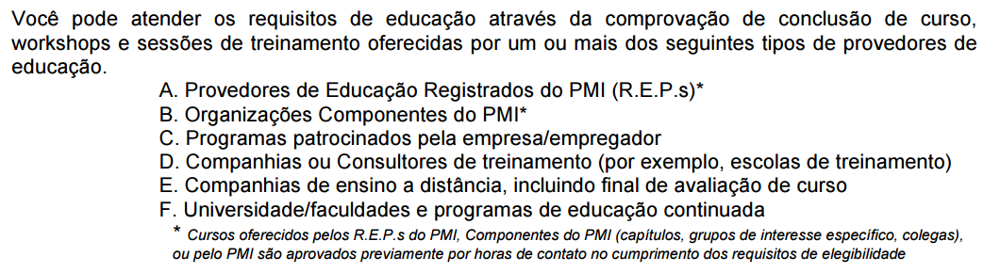 Você pode atender os requisitos de educação através da comprovação de conclusão de curso,
workshops e sessões de treinamento oferecidas por um ou mais dos seguintes tipos de provedores de
educação.
A. Provedores de Educação Registrados do PMI (R.E.P.s)*
B. Organizações Componentes do PMI*
C. Programas patrocinados pela empresa/empregador
D. Companhias ou Consultores de treinamento (por exemplo, escolas de treinamento)
E. Companhias de ensino a distância, incluindo final de avaliação de curso
F. Universidade/faculdades e programas de educação continuada
* Cursos oferecidos pelos R.E.P.s do PMI, Componentes do PMI (capítulos, grupos de interesse específico, colegas),
ou pelo PMI são aprovados previamente por horas de contato no cumprimento dos requisitos de elegibilidade